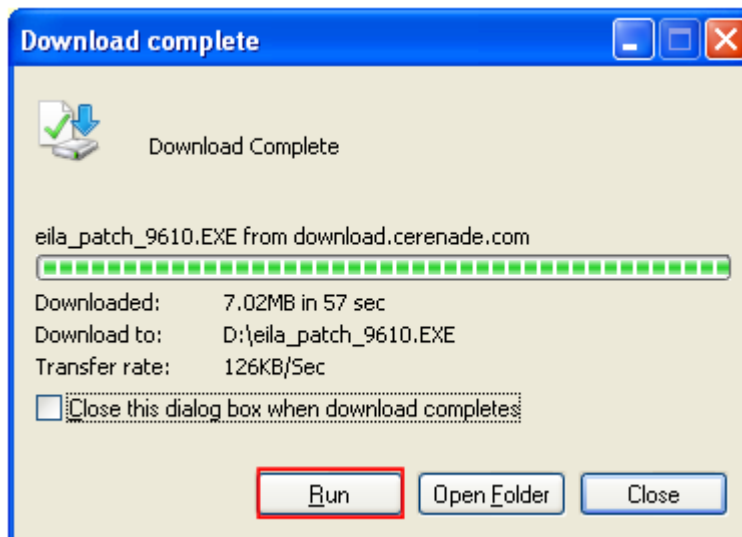 Download complete
Download Complete
eila_patch_9610.EXE from download.cerenade.com
Downloaded: 7.02MB in 57 sec
Download to: D:\eila_patch_9610.EXE
Transfer rate: 126KB/Sec
Close this dialog box when download completes
Run Open Folder Close